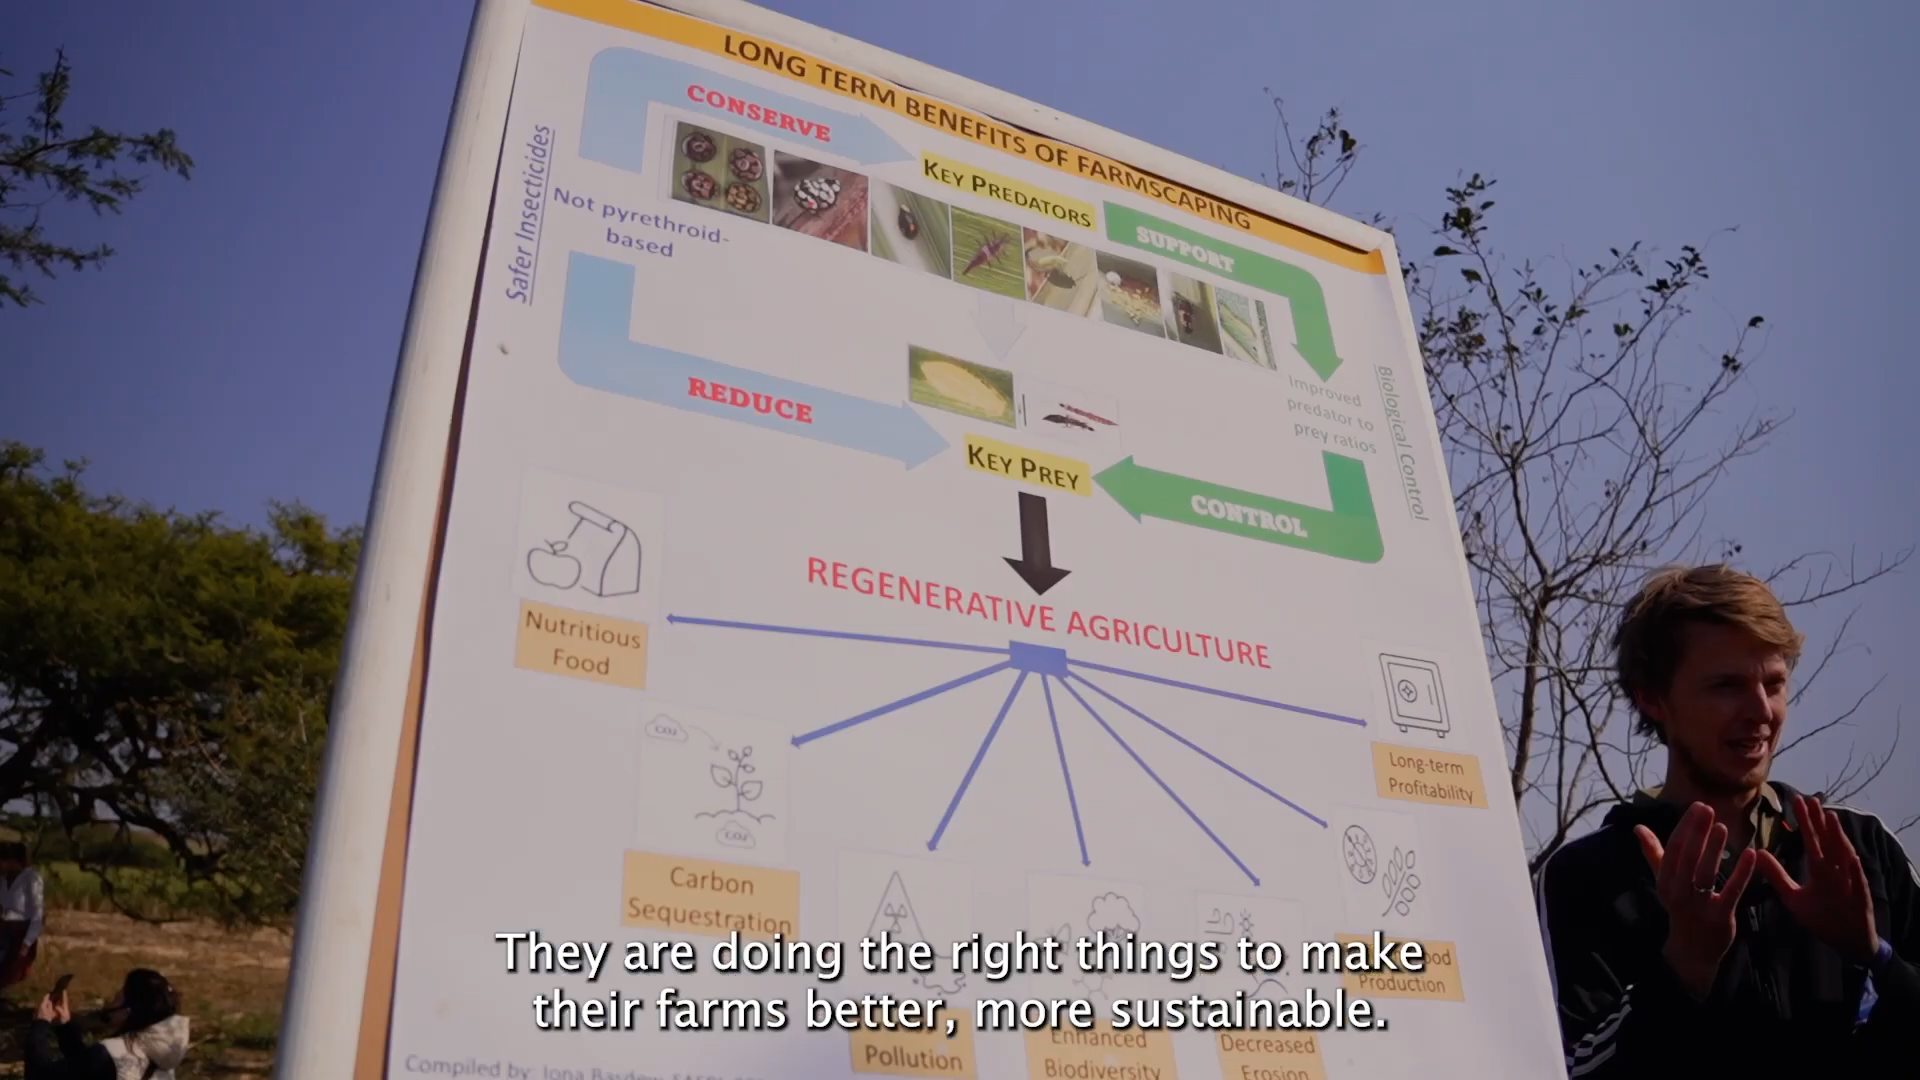 LONG TERM BENEFITS OF FARMSCAPING
CONSERVE
KEY PREDATORS
SUPPORT
Safer Insecticides
Not pyrethroid-
based
Improved
predator to
prey ratios
Biological Control
REDUCE
KEY PREY
CONTROL
REGENERATIVE AGRICULTURE
Nutritious
Food
Long-term
Profitability
CO2
CO2
Carbon
Sequestration
Production
Pollution
Enhanced
Biodiversity
Decreased
Erosion
They are doing the right things to make
their farms better, more sustainable.
Compiled by: